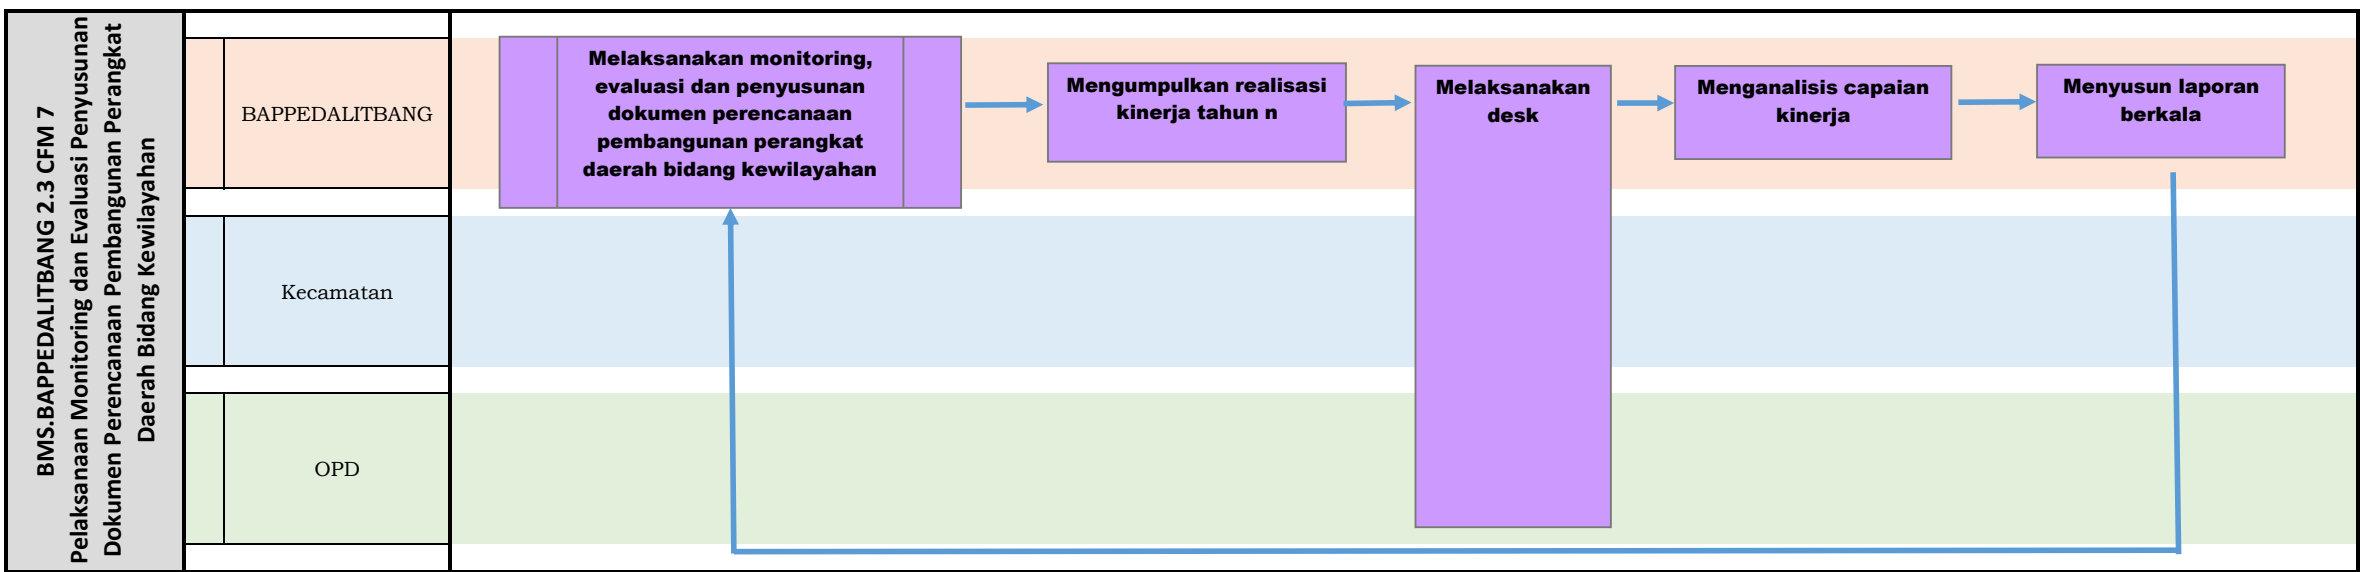 BMS.BAPPEDALITBANG 2.3 CFM 7
Pelaksanaan Monitoring dan Evaluasi Penyusunan
Dokumen Perencanaan Pembangunan Perangkat
Daerah Bidang Kewilayahan
BAPPEDALITBANG
Melaksanakan monitoring,
evaluasi dan penyusunan
dokumen perencanaan
pembangunan perangkat
daerah bidang kewilayahan
Mengumpulkan realisasi
kinerja tahun n
Melaksanakan
desk
Menganalisis capaian
kinerja
Menyusun laporan
berkala
Kecamatan
OPD